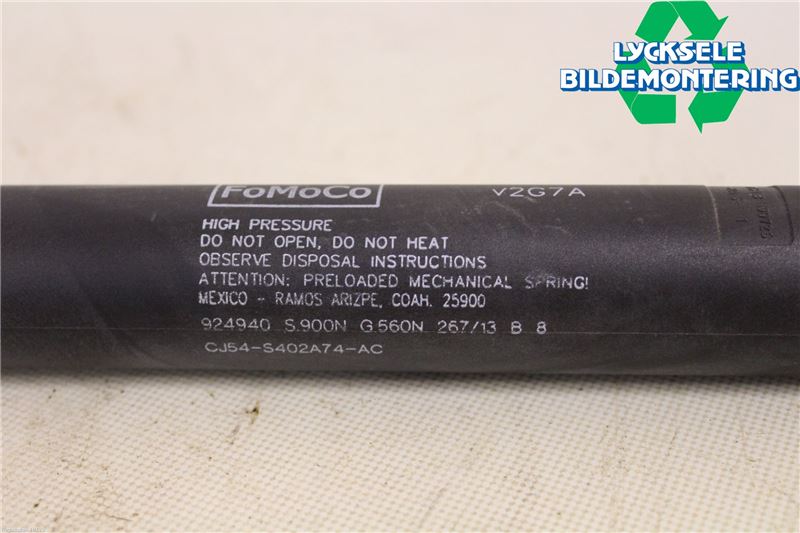 LYCKSELE
BILDEMONTERING
FoMoCo
V2G7A
HIGH PRESSURE
DO NOT OPEN, DO NOT HEAT
OBSERVE DISPOSAL INSTRUCTIONS
ATTENTION: PRELOADED MECHANICAL SPRING!
MEXICO - RAMOS ARIZPE, COAH. 25900
924940 S.900N G.560N 267/13 B 8
CJ54-S402A74-AC